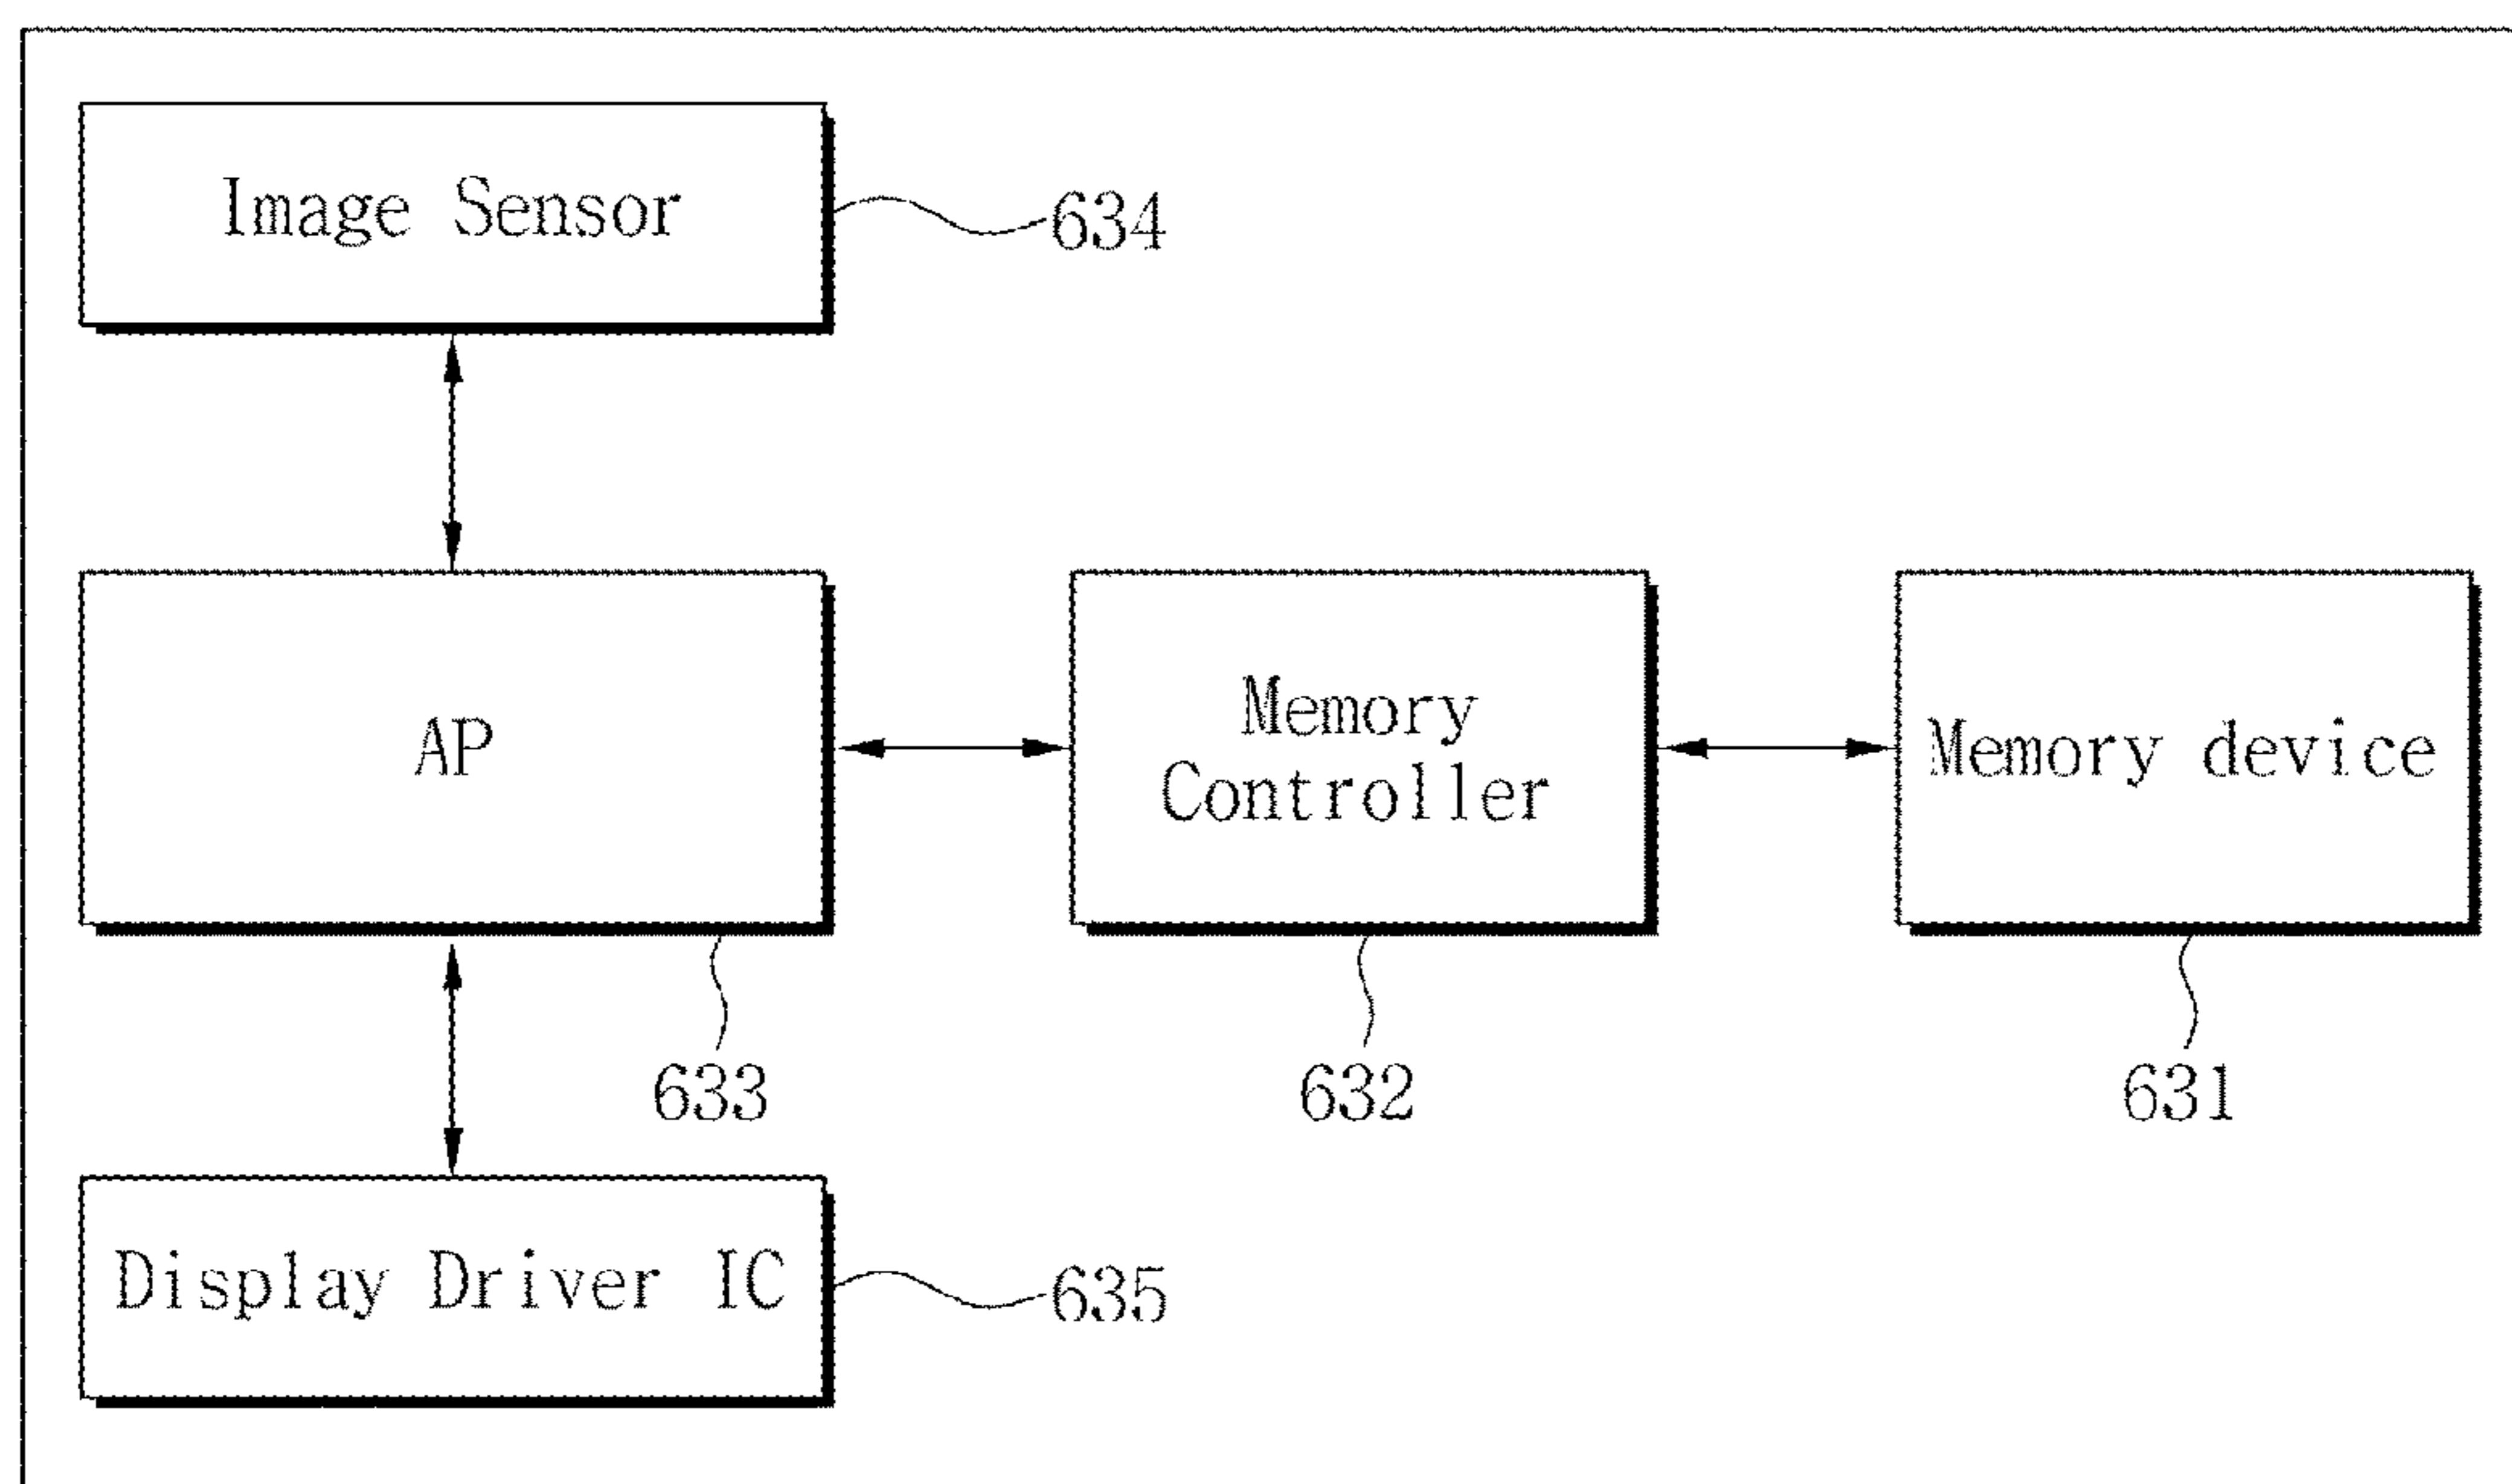 Image Sensor
634
AP
Memory
Controller
Memory device
633
632
631
Display Driver IC
635